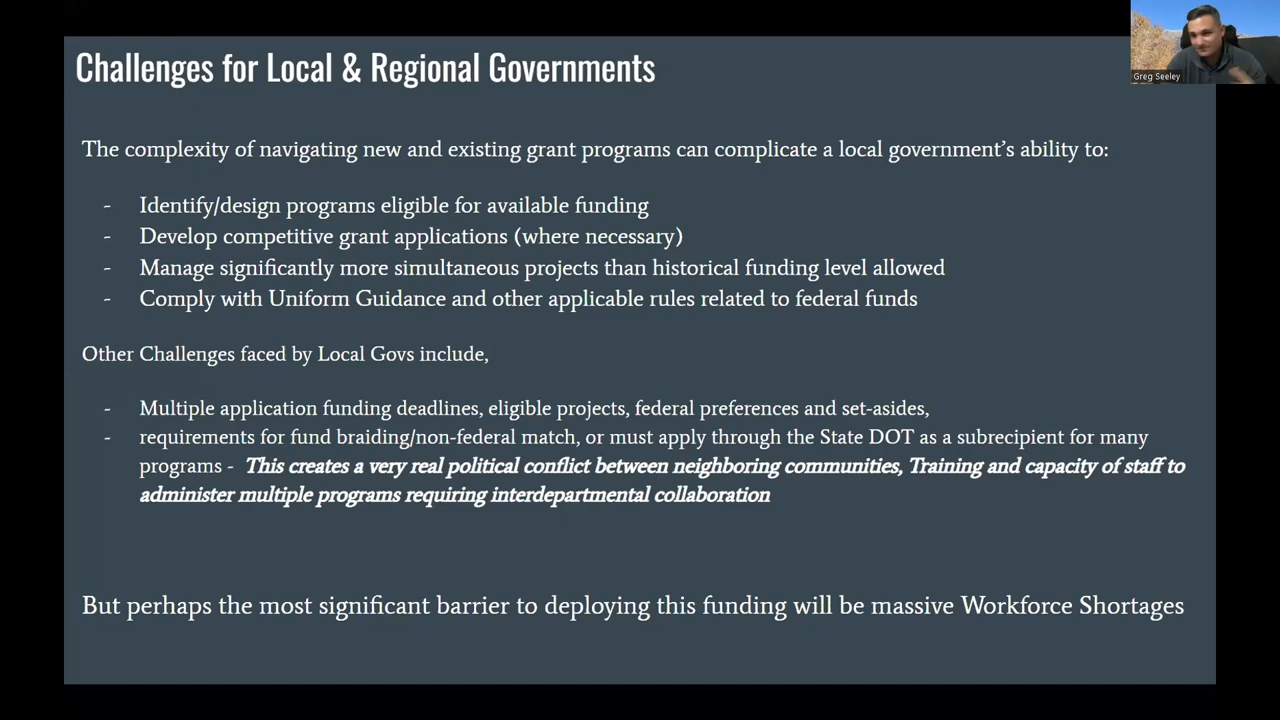 Challenges for Local & Regional Governments
Greg Seeley
The complexity of navigating new and existing grant programs can complicate a local government's ability to:
- Identify/design programs eligible for available funding
- Develop competitive grant applications (where necessary)
- Manage significantly more simultaneous projects than historical funding level allowed
- Comply with Uniform Guidance and other applicable rules related to federal funds
Other Challenges faced by Local Govs include,
- Multiple application funding deadlines, eligible projects, federal preferences and set-asides,
- requirements for fund braiding/non-federal match, or must apply through the State DOT as a subrecipient for many
programs - This creates a very real political conflict between neighboring communities, Training and capacity of staff to
administer multiple programs requiring interdepartmental collaboration
But perhaps the most significant barrier to deploying this funding will be massive Workforce Shortages